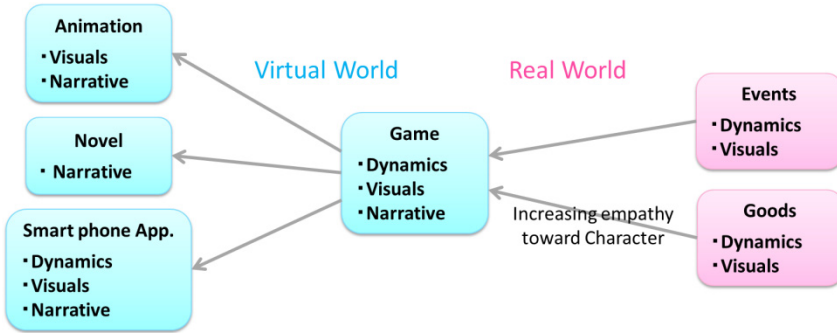 Animation
・Visuals
・Narrative
Novel
・Narrative
Smart phone App.
・Dynamics
・Visuals
・Narrative
Virtual World
Game
・Dynamics
・Visuals
・Narrative
Real World
Increasing empathy
toward Character
Events
・Dynamics
・Visuals
Goods
・Dynamics
・Visuals